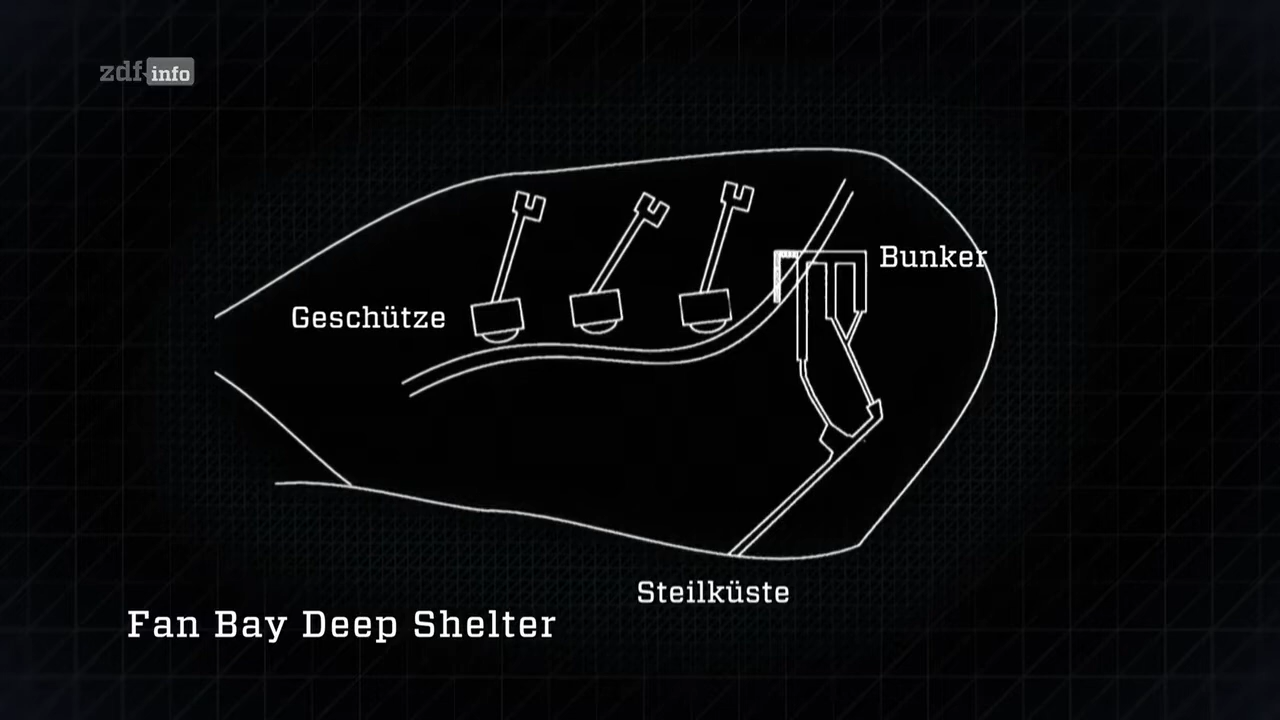 zdf info
Bunker
Geschütze
Steilküste
Fan Bay Deep Shelter